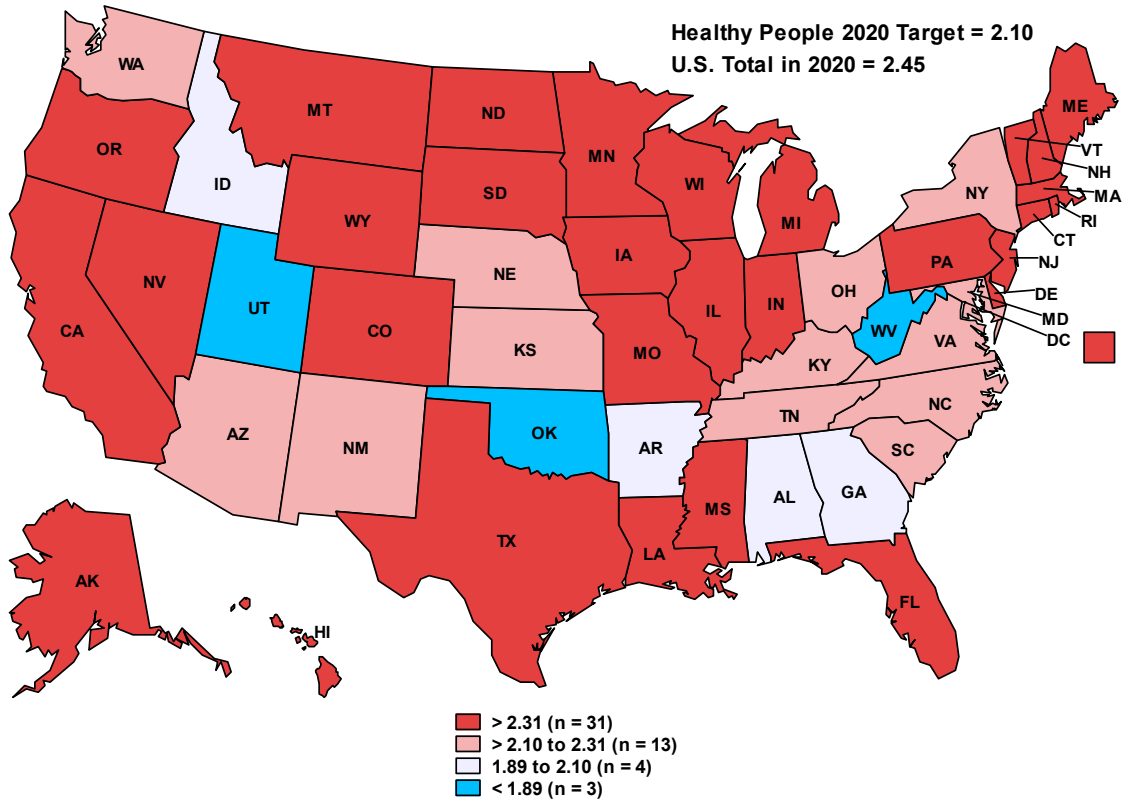 Healthy People 2020 Target = 2.10
U.S. Total in 2020 = 2.45
WA
MT
ND
MN
ME
VT
NH
MA
RI
CT
NJ
DE
MD
DC
OR
ID
SD
WI
NY
MI
WY
IA
PA
NE
NV
UT
CO
IL
IN
OH
CA
KS
MO
WV
VA
KY
AZ
NM
OK
AR
TN
NC
SC
MS
AL
GA
TX
LA
AK
FL
HI
> 2.31 (n = 31)
> 2.10 to 2.31 (n = 13)
1.89 to 2.10 (n = 4)
< 1.89 (n = 3)